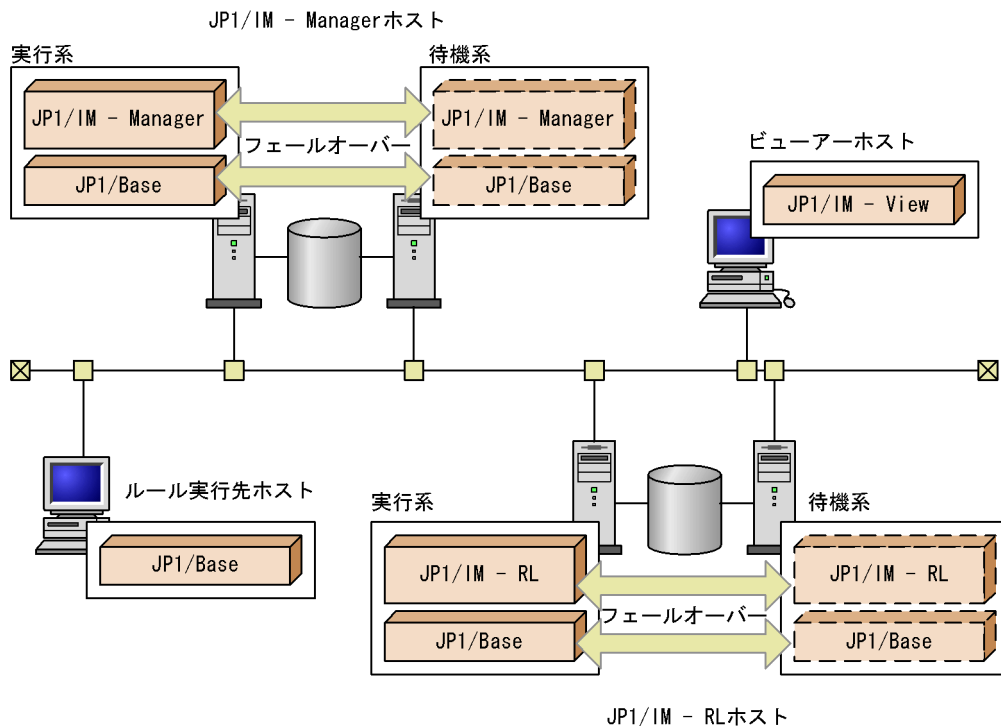 JP1/IM - Managerホスト
実行系
待機系
JP1/IM - Manager
JP1/IM - Manager
フェールオーバー
JP1/Base
JP1/Base
ビューアーホスト
JP1/IM - View
ルール実行先ホスト
JP1/Base
実行系
待機系
JP1/IM - RL
JP1/IM - RL
フェールオーバー
JP1/Base
JP1/Base
JP1/IM - RLホスト